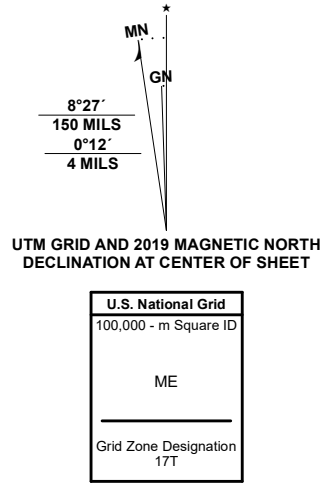 ★
MN
GN
8°27´
150 MILS
0°12´
4 MILS
UTM GRID AND 2019 MAGNETIC NORTH
DECLINATION AT CENTER OF SHEET
U.S. National Grid
100,000 - m Square ID
ME
Grid Zone Designation
17T